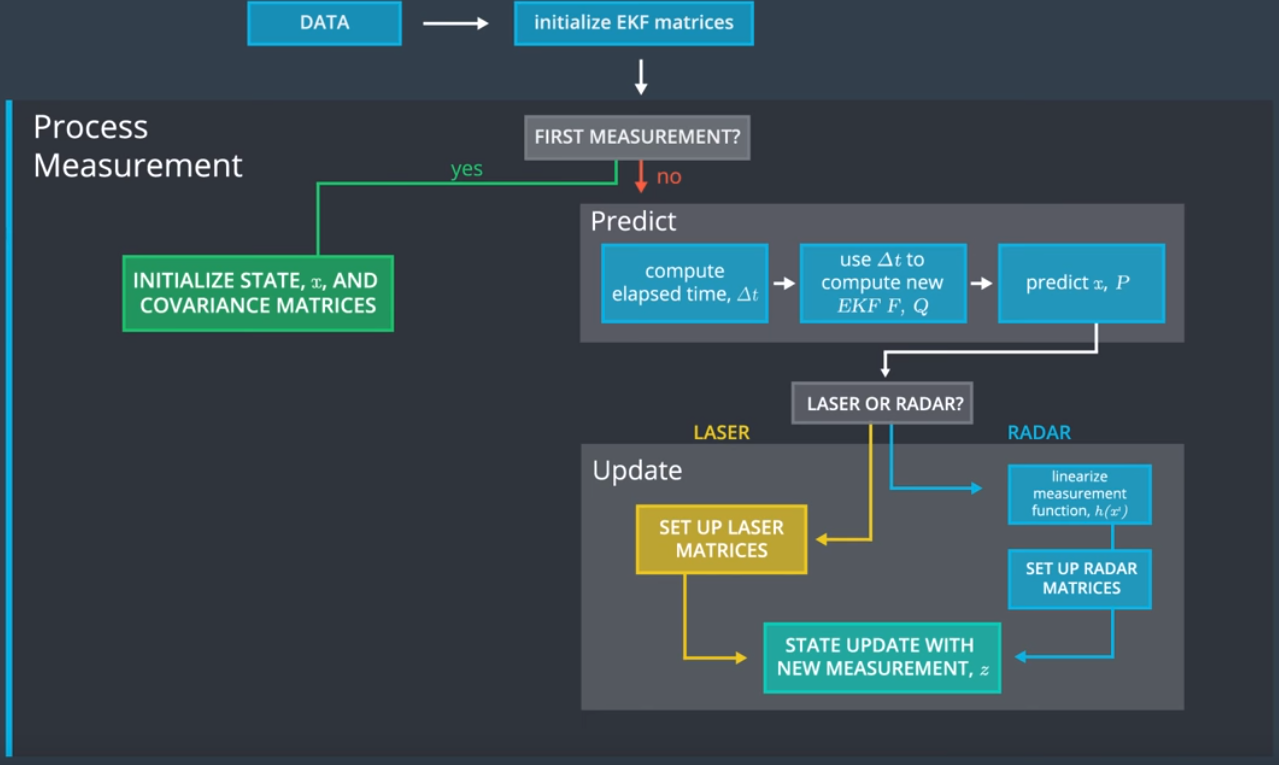 DATA
initialize EKF matrices
Process
Measurement
FIRST MEASUREMENT?
yes
no
INITIALIZE STATE, x, AND
COVARIANCE MATRICES
Predict
compute
elapsed time, Δt
use Δt to
compute new
EKF F, Q
predict x, P
LASER OR RADAR?
LASER
RADAR
Update
linearize
measurement
function, h(x')
SET UP LASER
MATRICES
SET UP RADAR
MATRICES
STATE UPDATE WITH
NEW MEASUREMENT, z